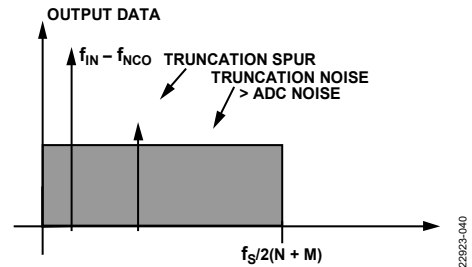 OUTPUT DATA
fIN – fNCO
TRUNCATION SPUR
TRUNCATION NOISE
> ADC NOISE
fS/2(N + M)
22923-040